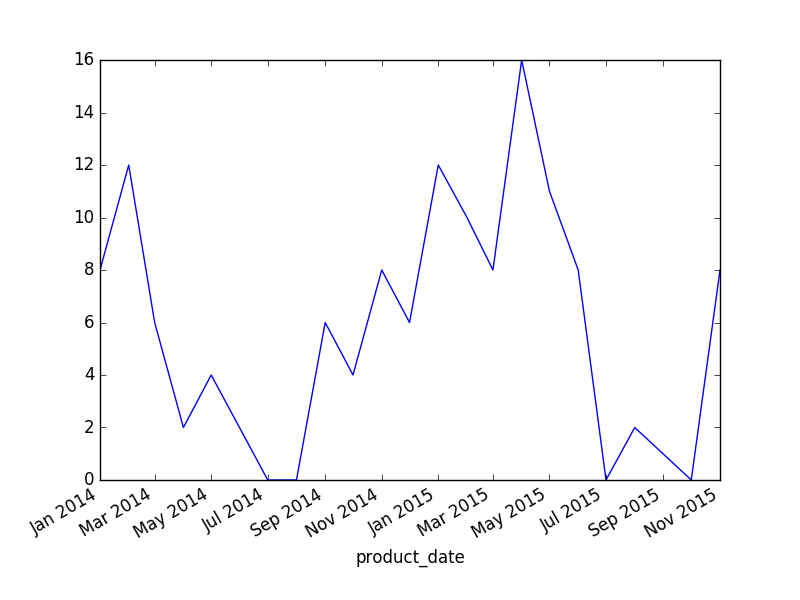 16
14
12
10
8
6
4
2
0
Jan 2014
Mar 2014
May 2014
Jul 2014
Sep 2014
Nov 2014
Jan 2015
Mar 2015
May 2015
Jul 2015
Sep 2015
Nov 2015
product_date